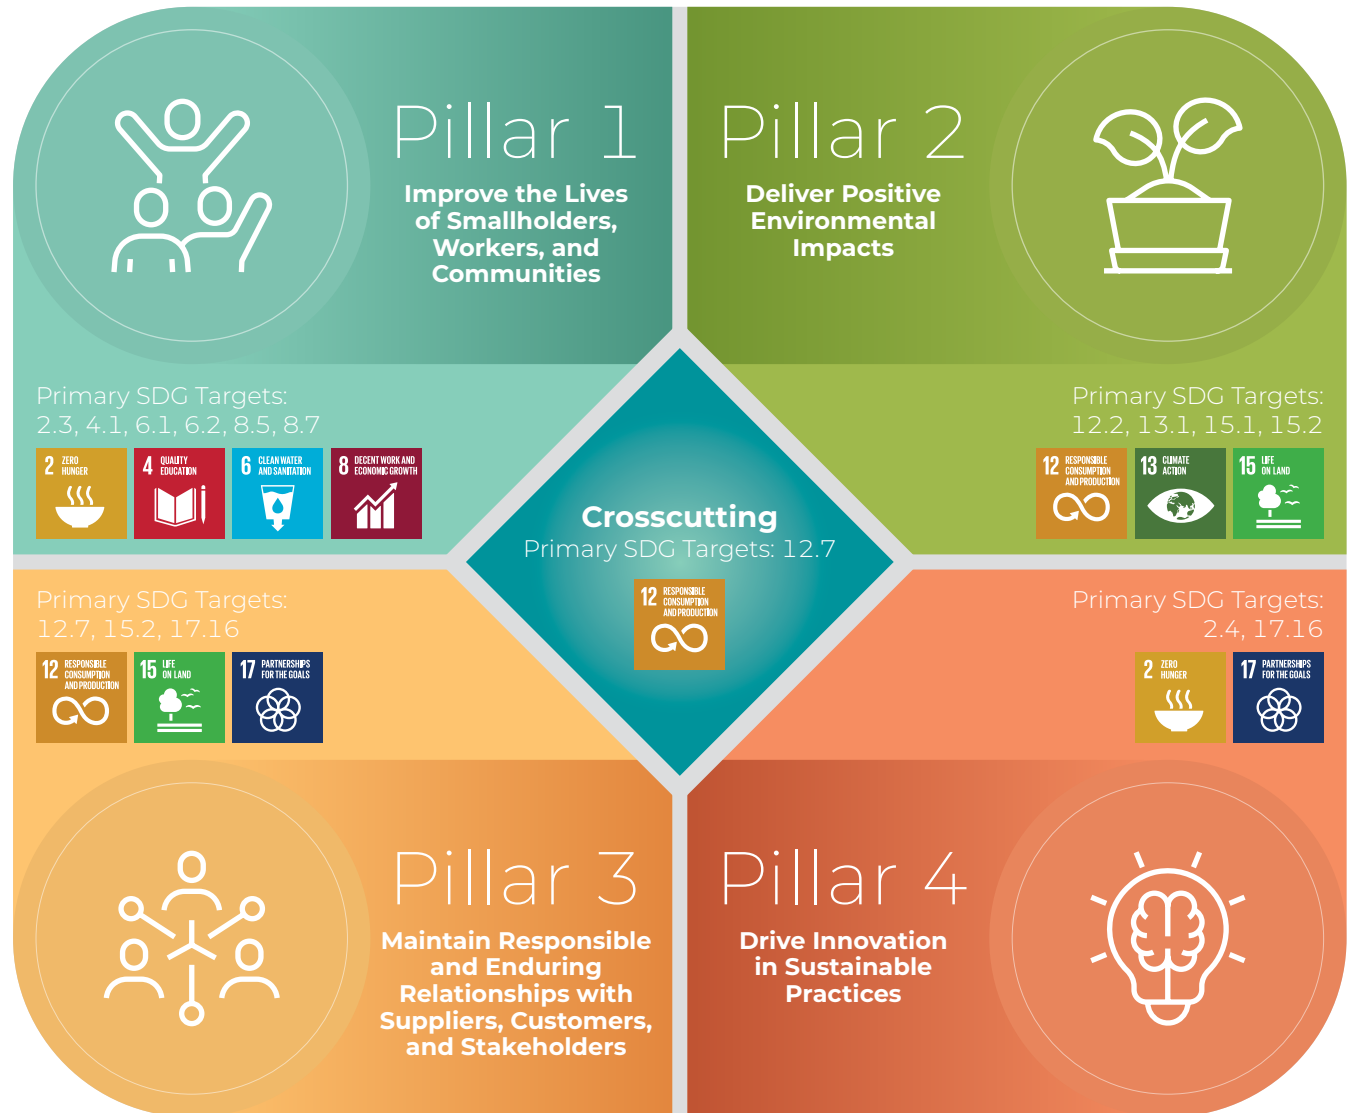 Pillar 1
Improve the Lives
of Smallholders,
Workers, and
Communities
Primary SDG Targets:
2.3, 4.1, 6.1, 6.2, 8.5, 8.7
2 ZERO
HUNGER
4 QUALITY
EDUCATION
6 CLEAN WATER
AND SANITATION
8 DECENT WORK AND
ECONOMIC GROWTH
Pillar 2
Deliver Positive
Environmental
Impacts
Primary SDG Targets:
12.2, 13.1, 15.1, 15.2
12 RESPONSIBLE
CONSUMPTION
AND PRODUCTION
13 CLIMATE
ACTION
15 LIFE
ON LAND
Crosscutting
Primary SDG Targets: 12.7
12 RESPONSIBLE
CONSUMPTION
AND PRODUCTION
Primary SDG Targets:
12.7, 15.2, 17.16
12 RESPONSIBLE
CONSUMPTION
AND PRODUCTION
15 LIFE
ON LAND
17 PARTNERSHIPS
FOR THE GOALS
Pillar 3
Maintain Responsible
and Enduring
Relationships with
Suppliers, Customers,
and Stakeholders
Primary SDG Targets:
2.4, 17.16
2 ZERO
HUNGER
17 PARTNERSHIPS
FOR THE GOALS
Pillar 4
Drive Innovation
in Sustainable
Practices